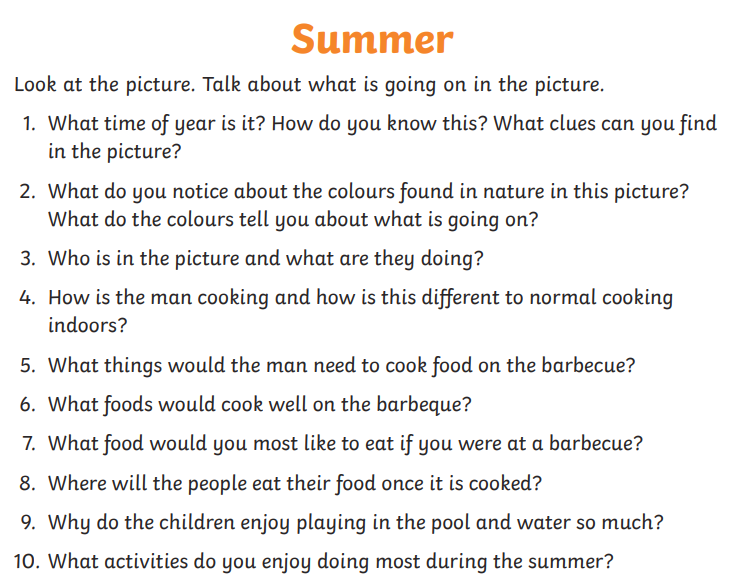 Summer
Look at the picture. Talk about what is going on in the picture.
1. What time of year is it? How do you know this? What clues can you find
in the picture?
2. What do you notice about the colours found in nature in this picture?
What do the colours tell you about what is going on?
3. Who is in the picture and what are they doing?
4. How is the man cooking and how is this different to normal cooking
indoors?
5. What things would the man need to cook food on the barbecue?
6. What foods would cook well on the barbeque?
7. What food would you most like to eat if you were at a barbecue?
8. Where will the people eat their food once it is cooked?
9. Why do the children enjoy playing in the pool and water so much?
10. What activities do you enjoy doing most during the summer?